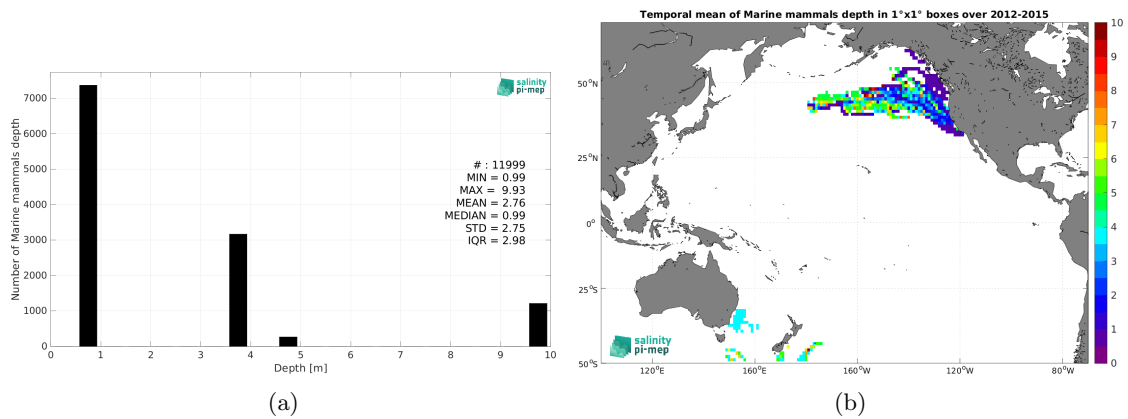 salinity
pi-mep
Number of Marine mammals depth
7000
6000
5000
4000
3000
2000
1000
0
# : 11999
MIN = 0.99
MAX = 9.93
MEAN = 2.76
MEDIAN = 0.99
STD = 2.75
IQR = 2.98
0 1 2 3 4 5 6 7 8 9 10
Depth [m]
(a)
Temporal mean of Marine mammals depth in 1°x1° boxes over 2012-2015
50°N
25°N
0°
25°S
50°S
120°E 160°E 160°W 120°W 80°W
salinity
pi-mep
10
9
8
7
6
5
4
3
2
1
0
(b)